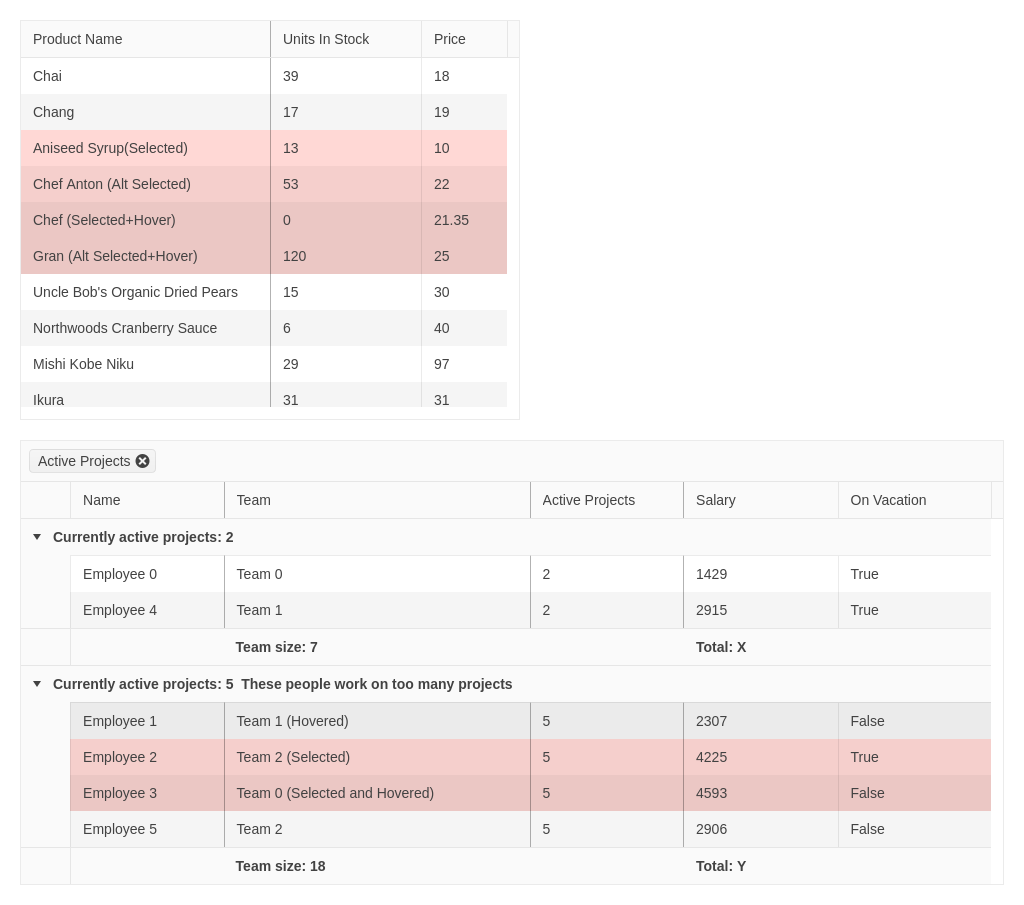 Product Name Units In Stock Price
Chai 39 18
Chang 17 19
Aniseed Syrup(Selected) 13 10
Chef Anton (Alt Selected) 53 22
Chef (Selected+Hover) 0 21.35
Gran (Alt Selected+Hover) 120 25
Uncle Bob's Organic Dried Pears 15 30
Northwoods Cranberry Sauce 6 40
Mishi Kobe Niku 29 97
Ikura 31 31
Active Projects
Name Team Active Projects Salary On Vacation
Currently active projects: 2
Employee 0 Team 0 2 1429 True
Employee 4 Team 1 2 2915 True
Team size: 7 Total: X
Currently active projects: 5 These people work on too many projects
Employee 1 Team 1 (Hovered) 5 2307 False
Employee 2 Team 2 (Selected) 5 4225 True
Employee 3 Team 0 (Selected and Hovered) 5 4593 False
Employee 5 Team 2 5 2906 False
Team size: 18 Total: Y